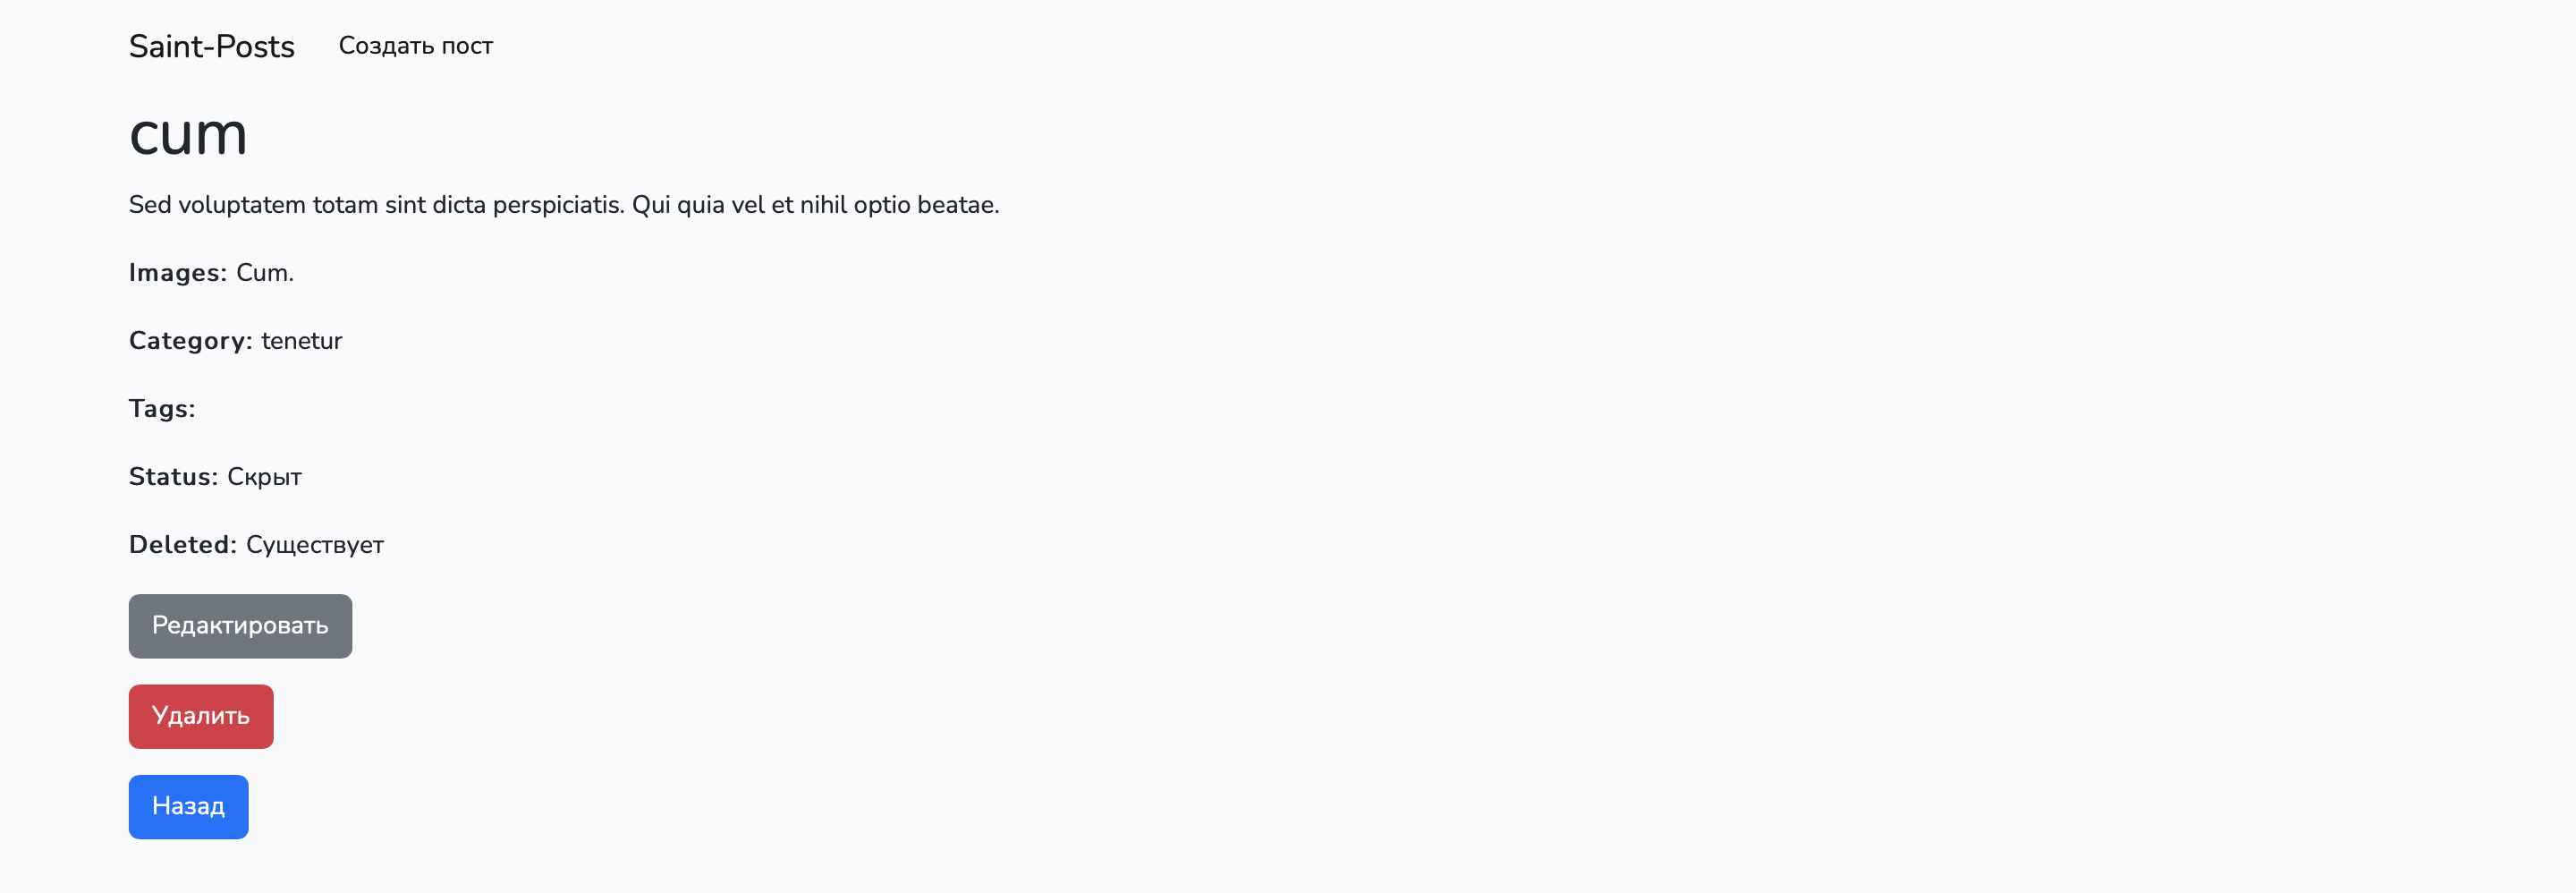 Saint-Posts Создать пост
cum
Sed voluptatem totam sint dicta perspiciatis. Qui quia vel et nihil optio beatae.
Images: Cum.
Category: tenetur
Tags:
Status: Скрыт
Deleted: Существует
Редактировать
Удалить
Назад